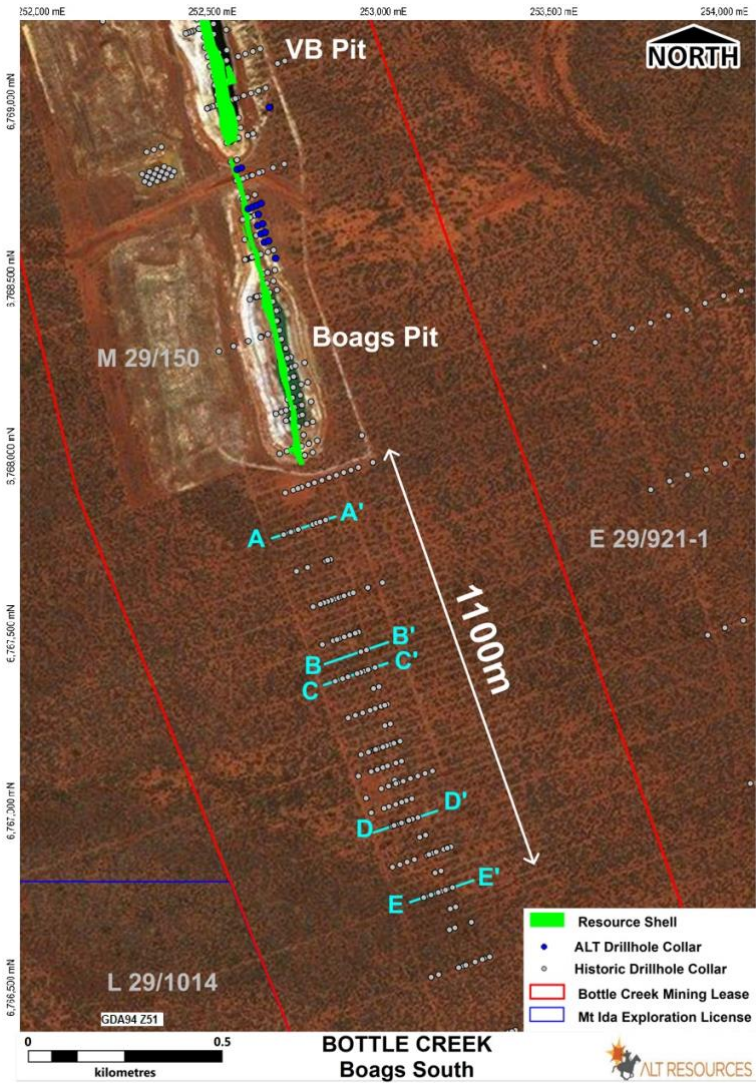 252,000 mE
252,500 mE
253,000 mE
253,500 mE
254,000 mE
VB Pit
NORTH
6,769,000 mN
6,768,500 mN
Boags Pit
M 29/150
6,768,000 mN
A
A'
E 29/921-1
1100m
6,767,500 mN
B
B'
C
C'
6,767,000 mN
D
D'
E
E'
L 29/1014
6,766,500 mN
GDA94 Z51
Resource Shell
ALT Drillhole Collar
Historic Drillhole Collar
Bottle Creek Mining Lease
Mt Ida Exploration License
0
0.5
kilometres
BOTTLE CREEK
Boags South
ALT RESOURCES